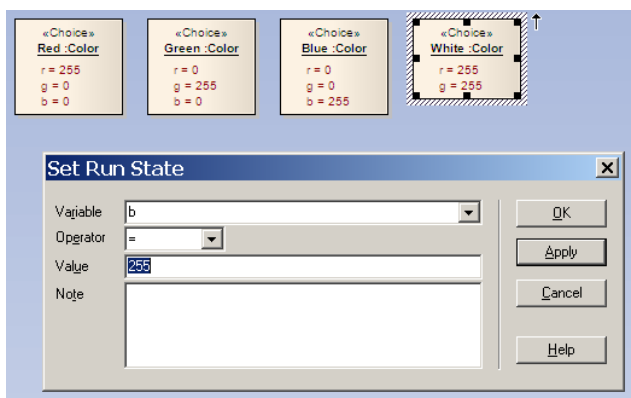 «Choice»
Red :Color
r = 255
g = 0
b = 0
«Choice»
Green :Color
r = 0
g = 255
b = 0
«Choice»
Blue :Color
r = 0
g = 0
b = 255
«Choice»
White :Color
r = 255
g = 255
Set Run State
Variable b
OK
Operator =
Apply
Value 255
Note
Cancel
Help